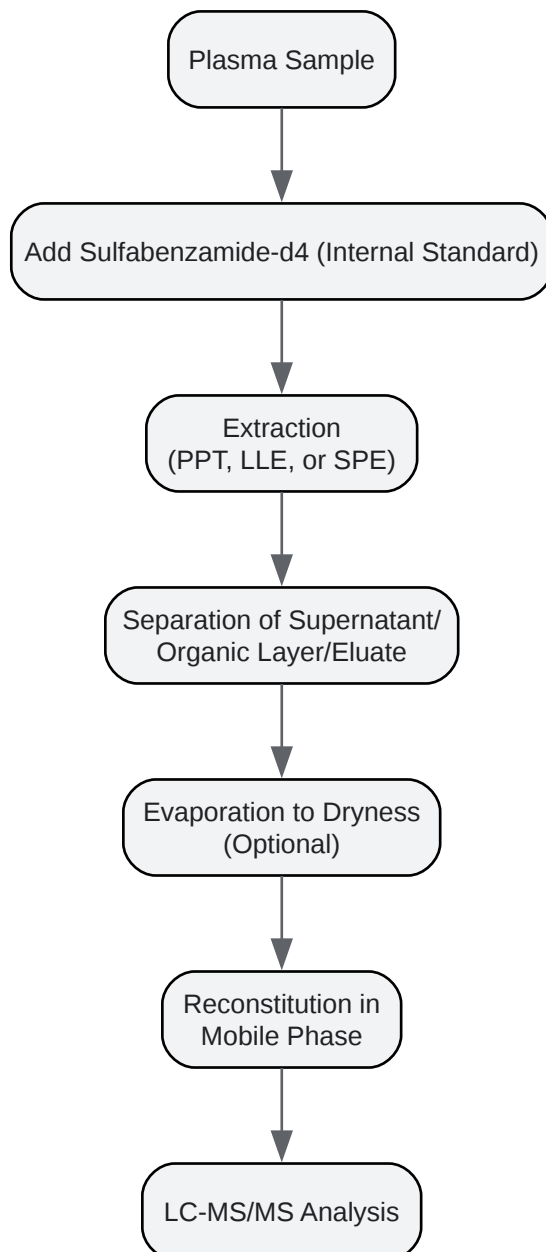 Plasma Sample
Add Sulfabenzamide-d4 (Internal Standard)
Extraction
(PPT, LLE, or SPE)
Separation of Supernatant/
Organic Layer/Eluate
Evaporation to Dryness
(Optional)
Reconstitution in
Mobile Phase
LC-MS/MS Analysis